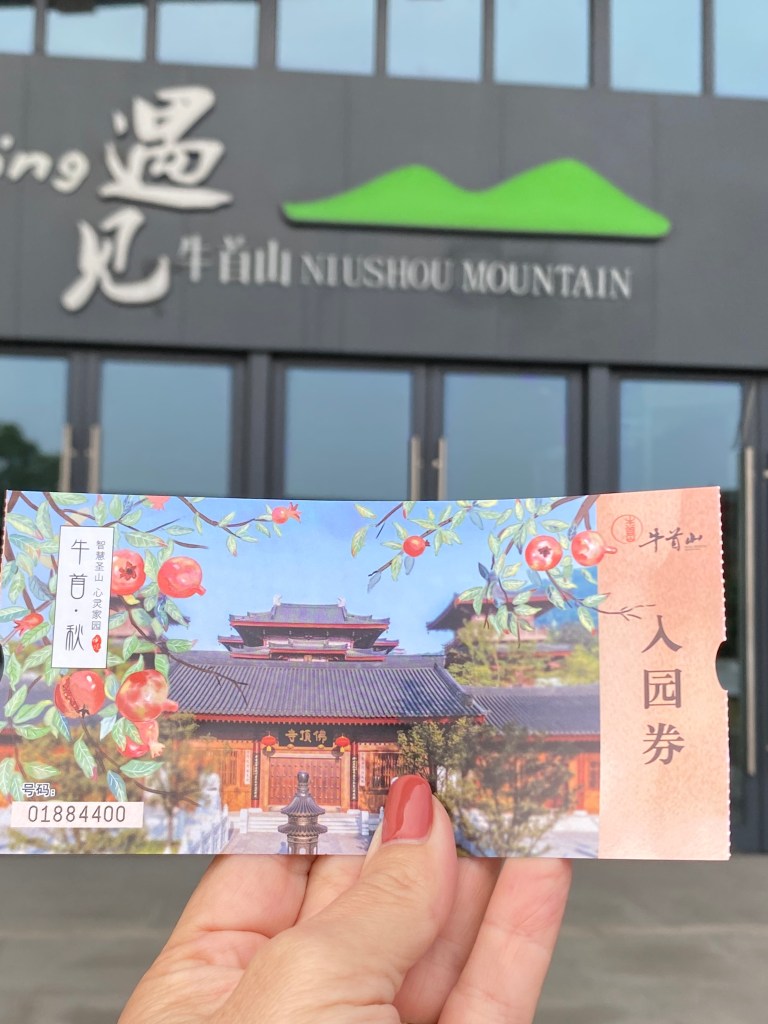 ing
遇见
牛首山 NIUSHOU MOUNTAIN
牛首·秋
智慧圣山 心灵家园
佛頂寺
号码:
01884400
牛首山
入园券